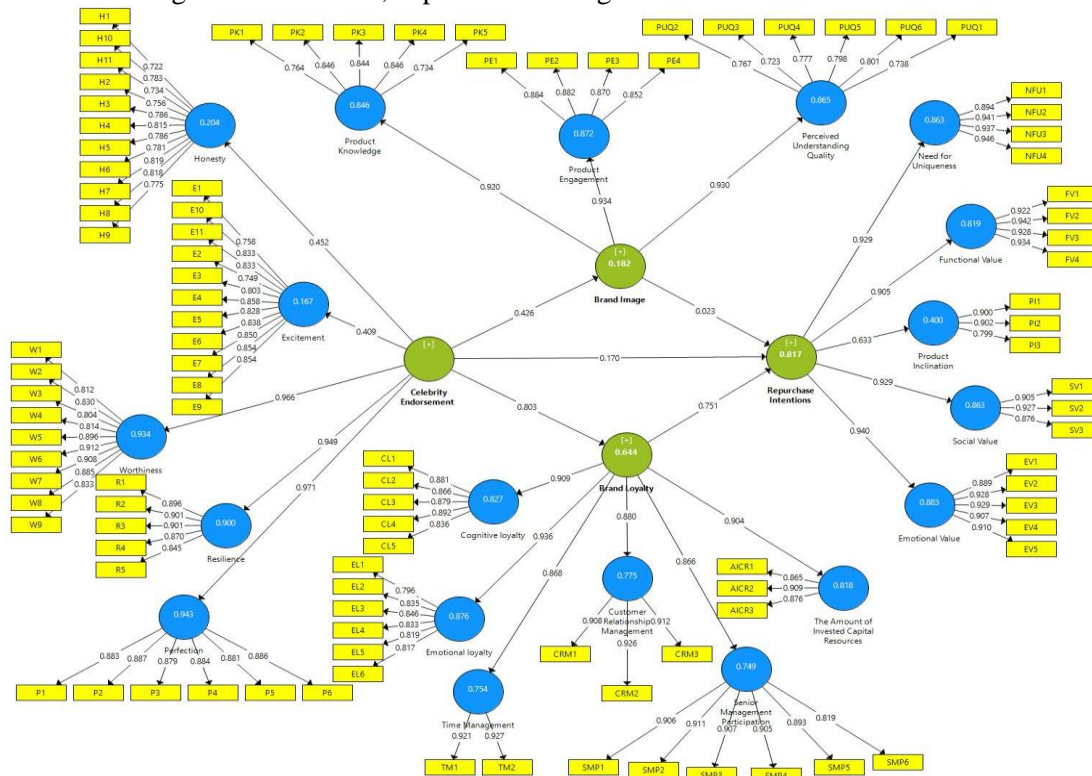 H1
H10
H11
H2
H3
H4
H5
H6
H7
H8
H9
0.722
0.783
0.734
0.756
0.786
0.815
0.786
0.781
0.819
0.818
0.775
0.204
Honesty
PK1
PK2
PK3
PK4
PK5
0.764
0.846
0.844
0.846
0.734
0.846
Product
Knowledge
PE1
PE2
PE3
PE4
0.884
0.882
0.870
0.852
0.872
Product
Engagement
PUQ2
PUQ3
PUQ4
PUQ5
PUQ6
PUQ1
0.767
0.723
0.777
0.798
0.801
0.738
0.865
Perceived
Understanding
Quality
NFU1
NFU2
NFU3
NFU4
0.894
0.941
0.937
0.946
0.863
Need for
Uniqueness
E1
E10
E11
E2
E3
E4
E5
E6
E7
E8
E9
0.758
0.833
0.833
0.749
0.803
0.858
0.828
0.838
0.850
0.854
0.854
0.167
Excitement
0.920
0.934
0.930
0.452
0.409
0.426
[+]
0.182
Brand Image
0.023
0.929
0.905
FV1
FV2
FV3
FV4
0.922
0.942
0.928
0.934
0.819
Functional Value
PI1
PI2
PI3
0.900
0.902
0.799
0.400
Product
Inclination
0.633
[+]
Celebrity
Endorsement
0.170
[+]
0.817
Repurchase
Intentions
0.929
0.940
SV1
SV2
SV3
0.905
0.927
0.876
0.863
Social Value
W1
W2
W3
W4
W5
W6
W7
W8
W9
0.812
0.830
0.804
0.814
0.896
0.912
0.908
0.885
0.833
0.934
Worthiness
0.966
0.949
0.971
0.803
0.751
[+]
0.644
Brand Loyalty
EV1
EV2
EV3
EV4
EV5
0.889
0.928
0.929
0.907
0.910
0.883
Emotional Value
R1
R2
R3
R4
R5
0.896
0.901
0.901
0.870
0.845
0.900
Resilience
CL1
CL2
CL3
CL4
CL5
0.881
0.866
0.879
0.892
0.836
0.827
Cognitive loyalty
0.909
0.936
0.868
0.880
0.866
0.904
EL1
EL2
EL3
EL4
EL5
EL6
0.796
0.835
0.846
0.833
0.819
0.817
0.876
Emotional loyalty
0.775
Customer
Relationship
Management
0.908
0.926
0.912
CRM1
CRM2
CRM3
AICR1
AICR2
AICR3
0.865
0.909
0.876
0.818
The Amount of
Invested Capital
Resources
0.943
Perfection
0.883
0.887
0.879
0.884
0.881
0.886
P1
P2
P3
P4
P5
P6
0.754
Time Management
0.921
0.927
TM1
TM2
0.749
Senior
Management
Participation
0.906
0.911
0.907
0.905
0.893
0.819
SMP1
SMP2
SMP3
SMP4
SMP5
SMP6